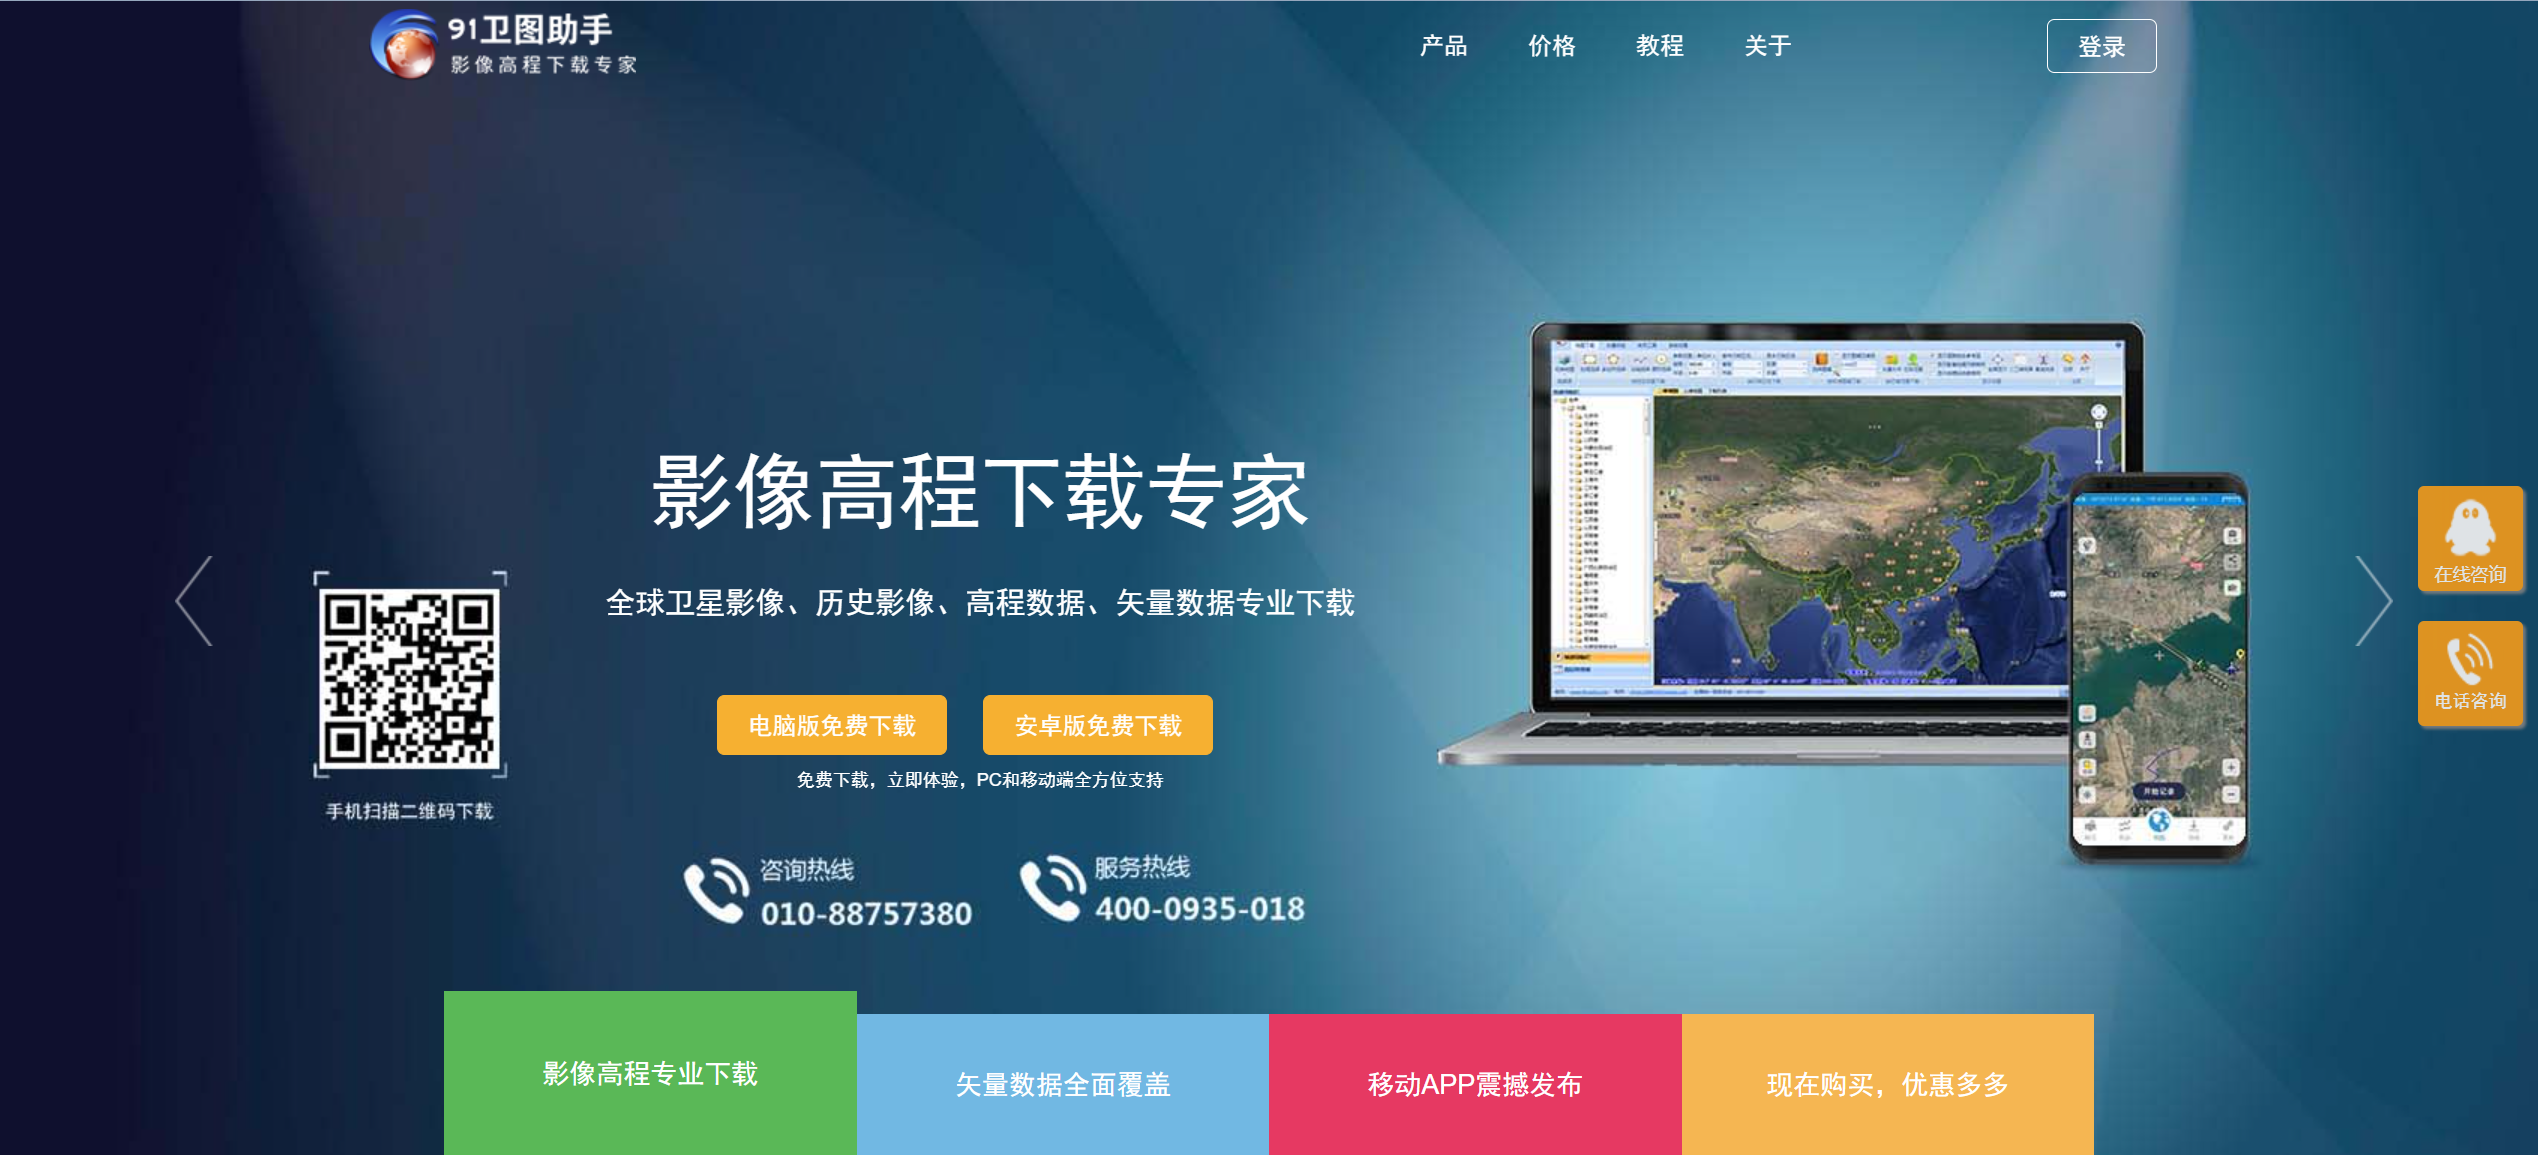 91卫图助手
影像高程下载专家
产品
价格
教程
关于
登录
影像高程下载专家
全球卫星影像、历史影像、高程数据、矢量数据专业下载
电脑版免费下载
安卓版免费下载
免费下载，立即体验，PC和移动端全方位支持
手机扫描二维码下载
咨询热线
010-88757380
服务热线
400-0935-018
开始记录
在线咨询
电话咨询
影像高程专业下载
矢量数据全面覆盖
移动APP震撼发布
现在购买，优惠多多